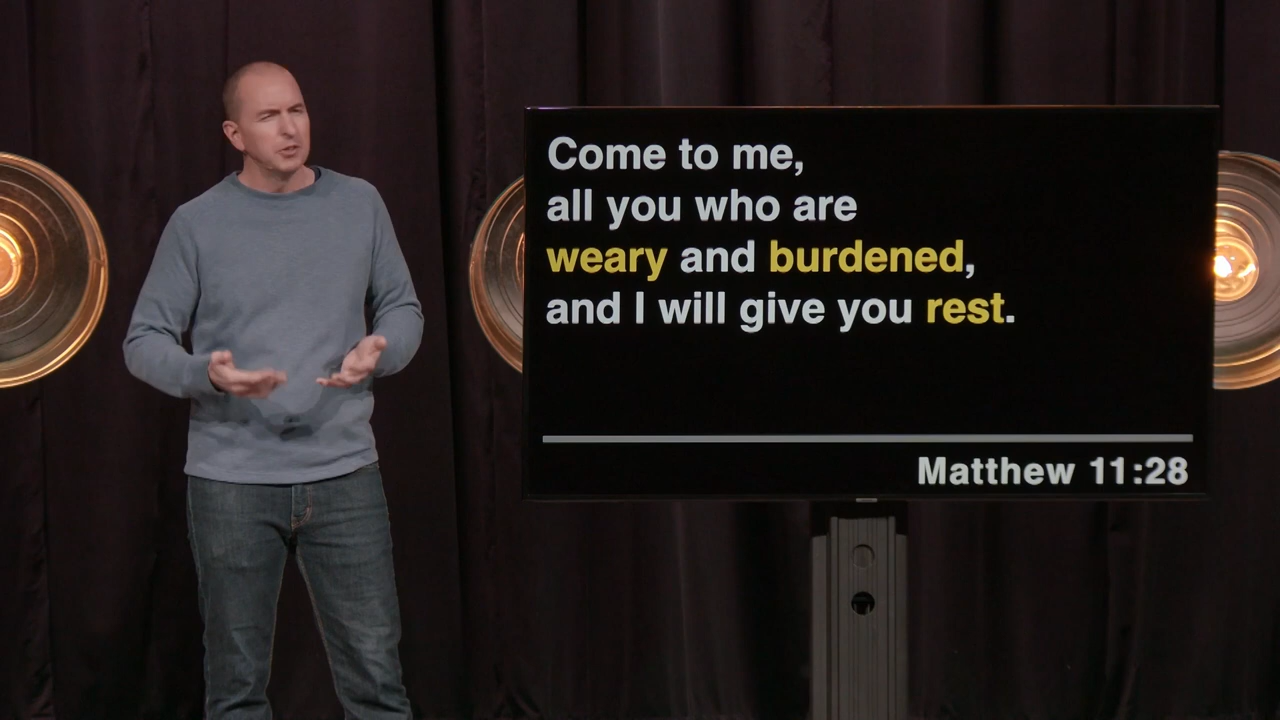 Come to me,
all you who are
weary and burdened,
and I will give you rest.
Matthew 11:28